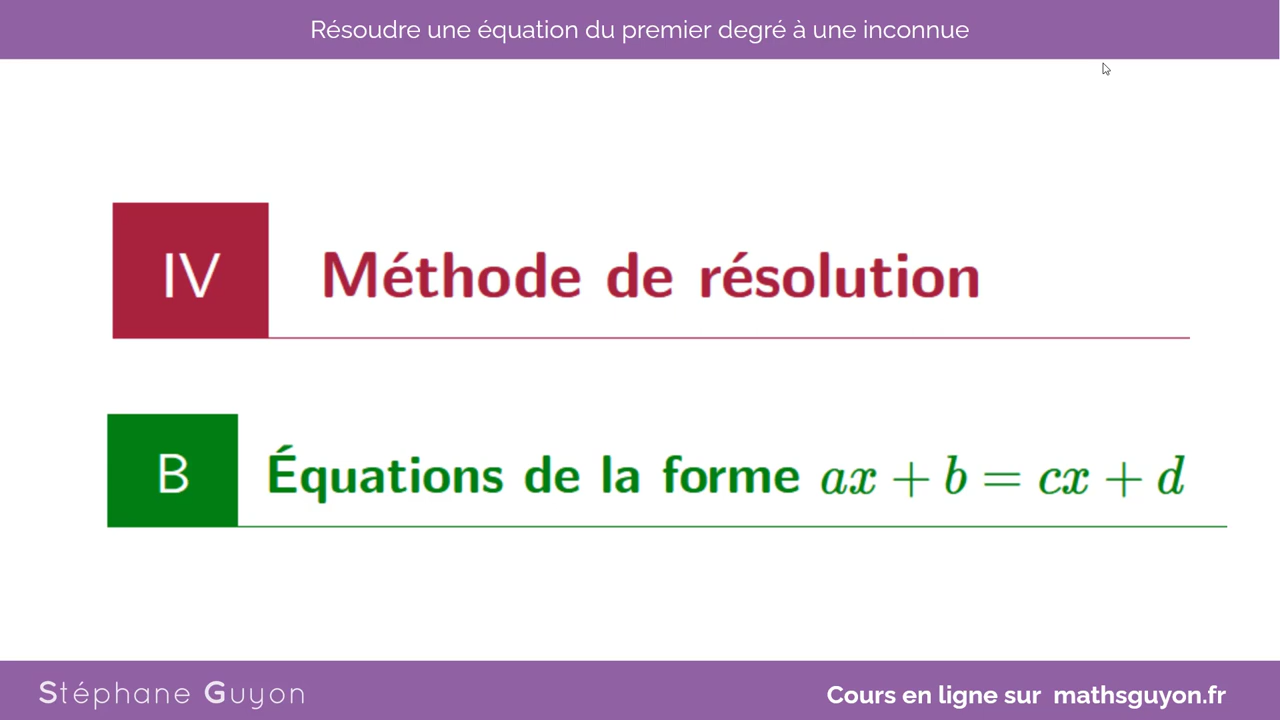 Résoudre une équation du premier degré à une inconnue
IV Méthode de résolution
B Équations de la forme ax + b = cx + d
Stéphane Guyon
Cours en ligne sur mathsguyon.fr